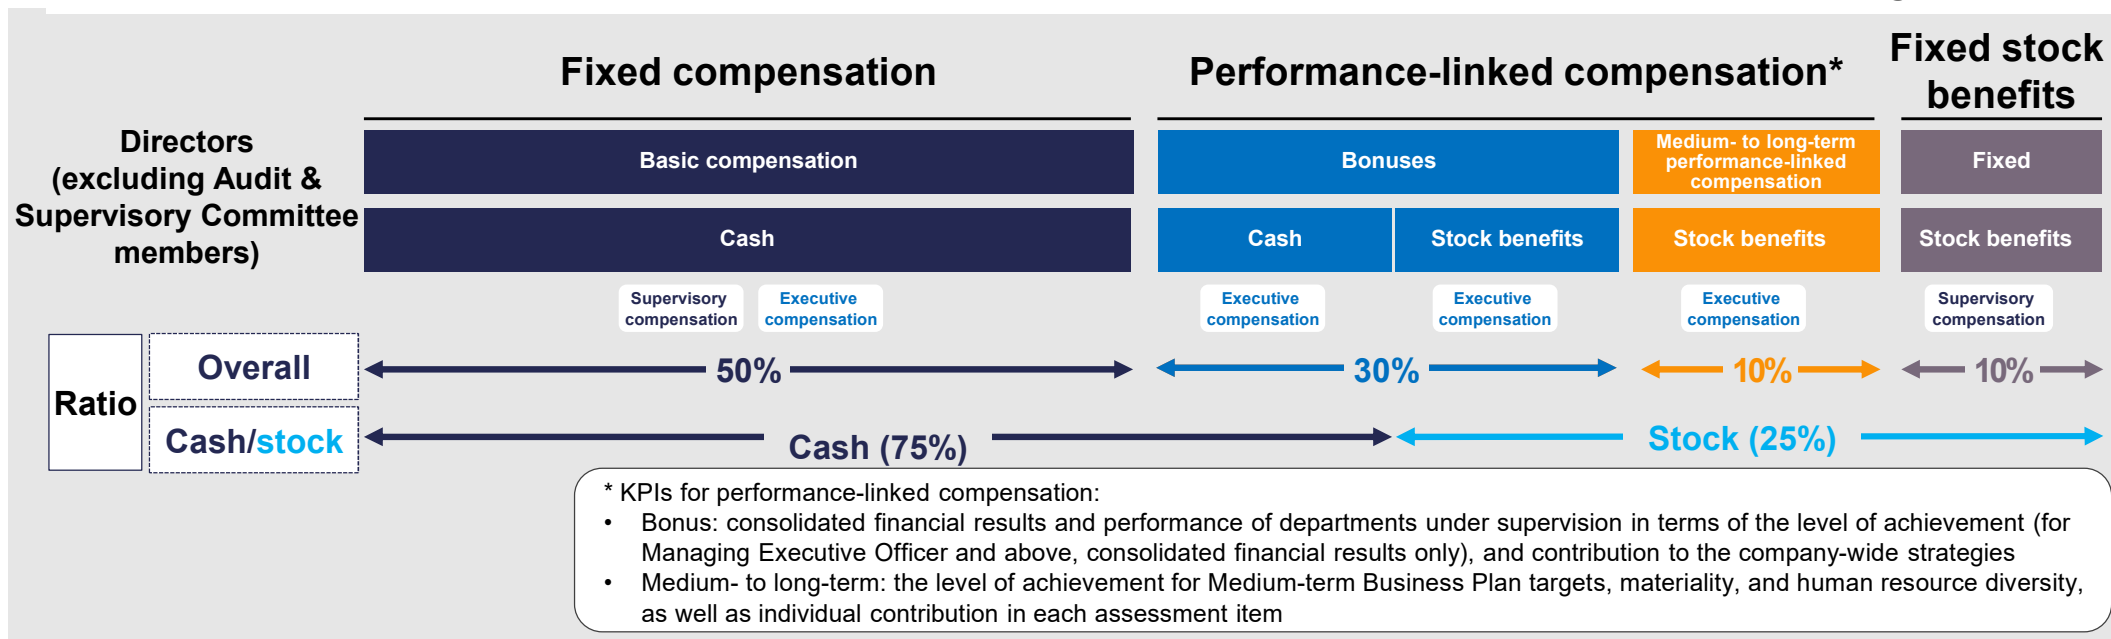 Fixed compensation
Performance-linked compensation*
Fixed stock
benefits
Directors
(excluding Audit &
Supervisory Committee
members)
Basic compensation
Bonuses
Medium- to long-term
performance-linked
compensation
Fixed
Cash
Cash
Stock benefits
Stock benefits
Stock benefits
Supervisory
compensation
Executive
compensation
Executive
compensation
Executive
compensation
Executive
compensation
Supervisory
compensation
Ratio
Overall
50%
30%
10%
10%
Cash/stock
Cash (75%)
Stock (25%)
* KPIs for performance-linked compensation:
• Bonus: consolidated financial results and performance of departments under supervision in terms of the level of achievement (for
Managing Executive Officer and above, consolidated financial results only), and contribution to the company-wide strategies
• Medium- to long-term: the level of achievement for Medium-term Business Plan targets, materiality, and human resource diversity,
as well as individual contribution in each assessment item